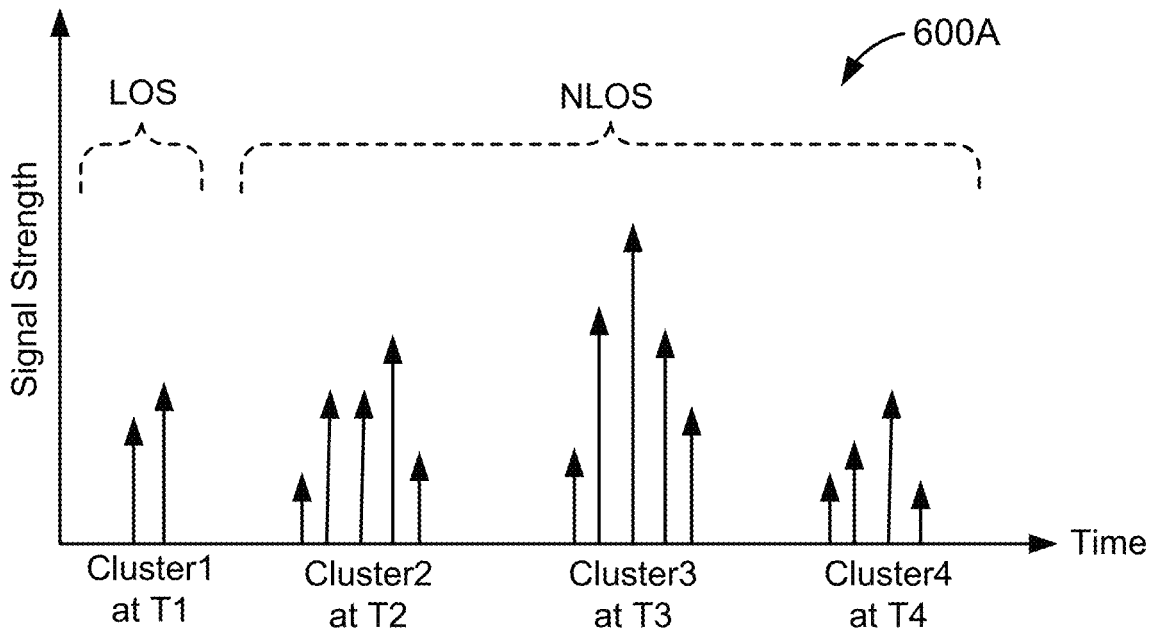 600A
LOS
NLOS
Signal Strength
Time
Cluster1
at T1
Cluster2
at T2
Cluster3
at T3
Cluster4
at T4